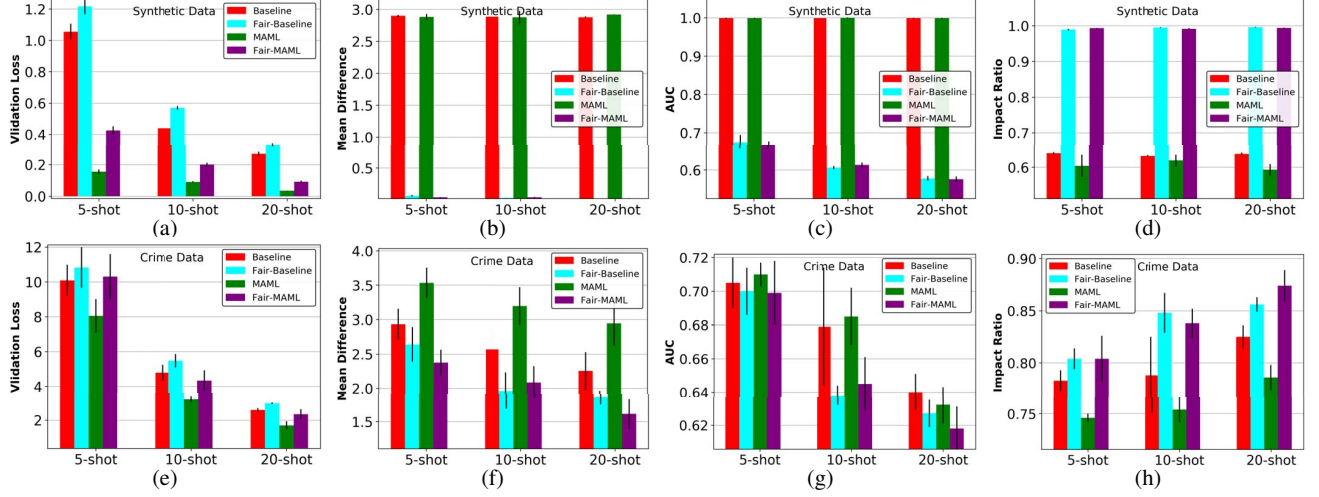 Synthetic Data
Vlidation Loss
1.2
1.0
0.8
0.6
0.4
0.2
0.0
Baseline
Fair-Baseline
MAML
Fair-MAML
5-shot
10-shot
20-shot
(a)
Synthetic Data
Mean Difference
3.0
2.5
2.0
1.5
1.0
0.5
Baseline
Fair-Baseline
MAML
Fair-MAML
5-shot
10-shot
20-shot
(b)
Synthetic Data
AUC
1.0
0.9
0.8
0.7
0.6
Baseline
Fair-Baseline
MAML
Fair-MAML
5-shot
10-shot
20-shot
(c)
Synthetic Data
Impact Ratio
1.0
0.9
0.8
0.7
0.6
Baseline
Fair-Baseline
MAML
Fair-MAML
5-shot
10-shot
20-shot
(d)
Crime Data
Vlidation Loss
12
10
8
6
4
2
Baseline
Fair-Baseline
MAML
Fair-MAML
5-shot
10-shot
20-shot
(e)
Crime Data
Mean Difference
4.0
3.5
3.0
2.5
2.0
1.5
Baseline
Fair-Baseline
MAML
Fair-MAML
5-shot
10-shot
20-shot
(f)
Crime Data
AUC
0.72
0.70
0.68
0.66
0.64
0.62
Baseline
Fair-Baseline
MAML
Fair-MAML
5-shot
10-shot
20-shot
(g)
Crime Data
Impact Ratio
0.90
0.85
0.80
0.75
Baseline
Fair-Baseline
MAML
Fair-MAML
5-shot
10-shot
20-shot
(h)